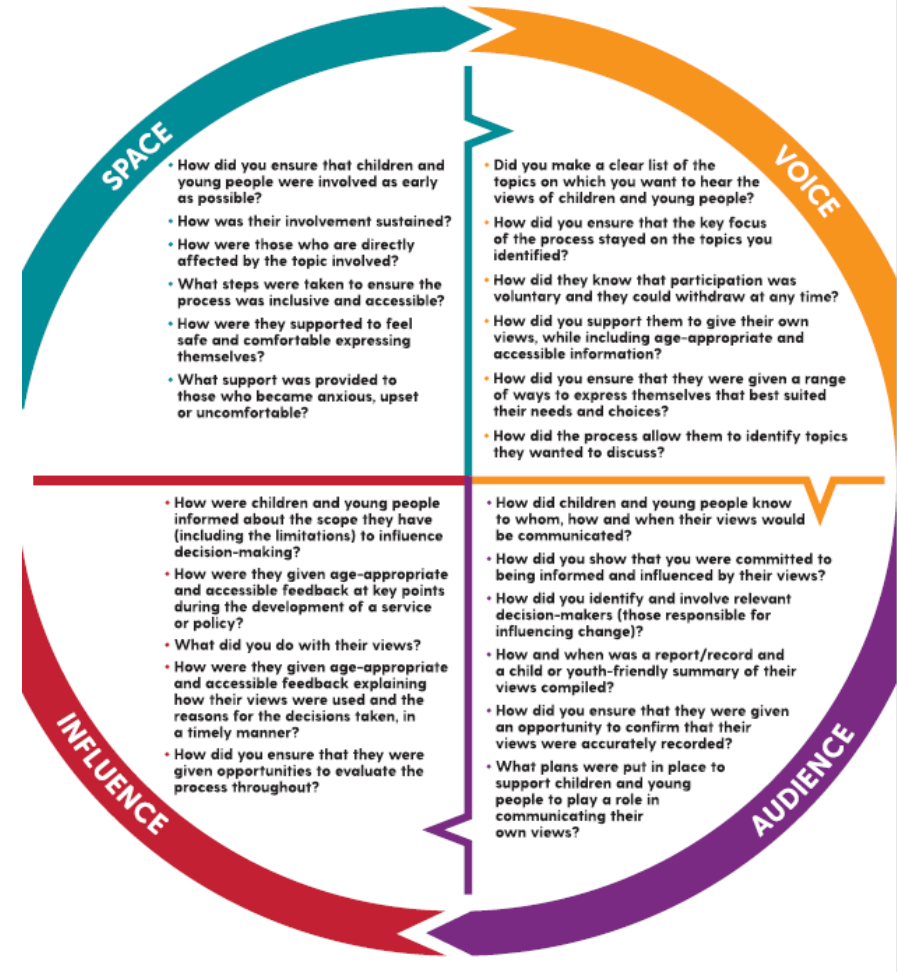 SPACE
• How did you ensure that children and
young people were involved as early
as possible?
• How was their involvement sustained?
• How were those who are directly
affected by the topic involved?
• What steps were taken to ensure the
process was inclusive and accessible?
• How were they supported to feel
safe and comfortable expressing
themselves?
• What support was provided to
those who became anxious, upset
or uncomfortable?
VOICE
• Did you make a clear list of the
topics on which you want to hear the
views of children and young people?
• How did you ensure that the key focus
of the process stayed on the topics you
identified?
• How did they know that participation was
voluntary and they could withdraw at any time?
• How did you support them to give their own
views, while including age-appropriate and
accessible information?
• How did you ensure that they were given a range
of ways to express themselves that best suited
their needs and choices?
• How did the process allow them to identify topics
they wanted to discuss?
INFLUENCE
• How were children and young people
informed about the scope they have
(including the limitations) to influence
decision-making?
• How were they given age-appropriate
and accessible feedback at key points
during the development of a service
or policy?
• What did you do with their views?
• How were they given age-appropriate
and accessible feedback explaining
how their views were used and the
reasons for the decisions taken, in
a timely manner?
• How did you ensure that they were
given opportunities to evaluate the
process throughout?
AUDIENCE
• How did children and young people know
to whom, how and when their views would
be communicated?
• How did you show that you were committed to
being informed and influenced by their views?
• How did you identify and involve relevant
decision-makers (those responsible for
influencing change)?
• How and when was a report/record and
a child or youth-friendly summary of their
views compiled?
• How did you ensure that they were given
an opportunity to confirm that their
views were accurately recorded?
• What plans were put in place to
support children and young
people to play a role in
communicating their
own views?